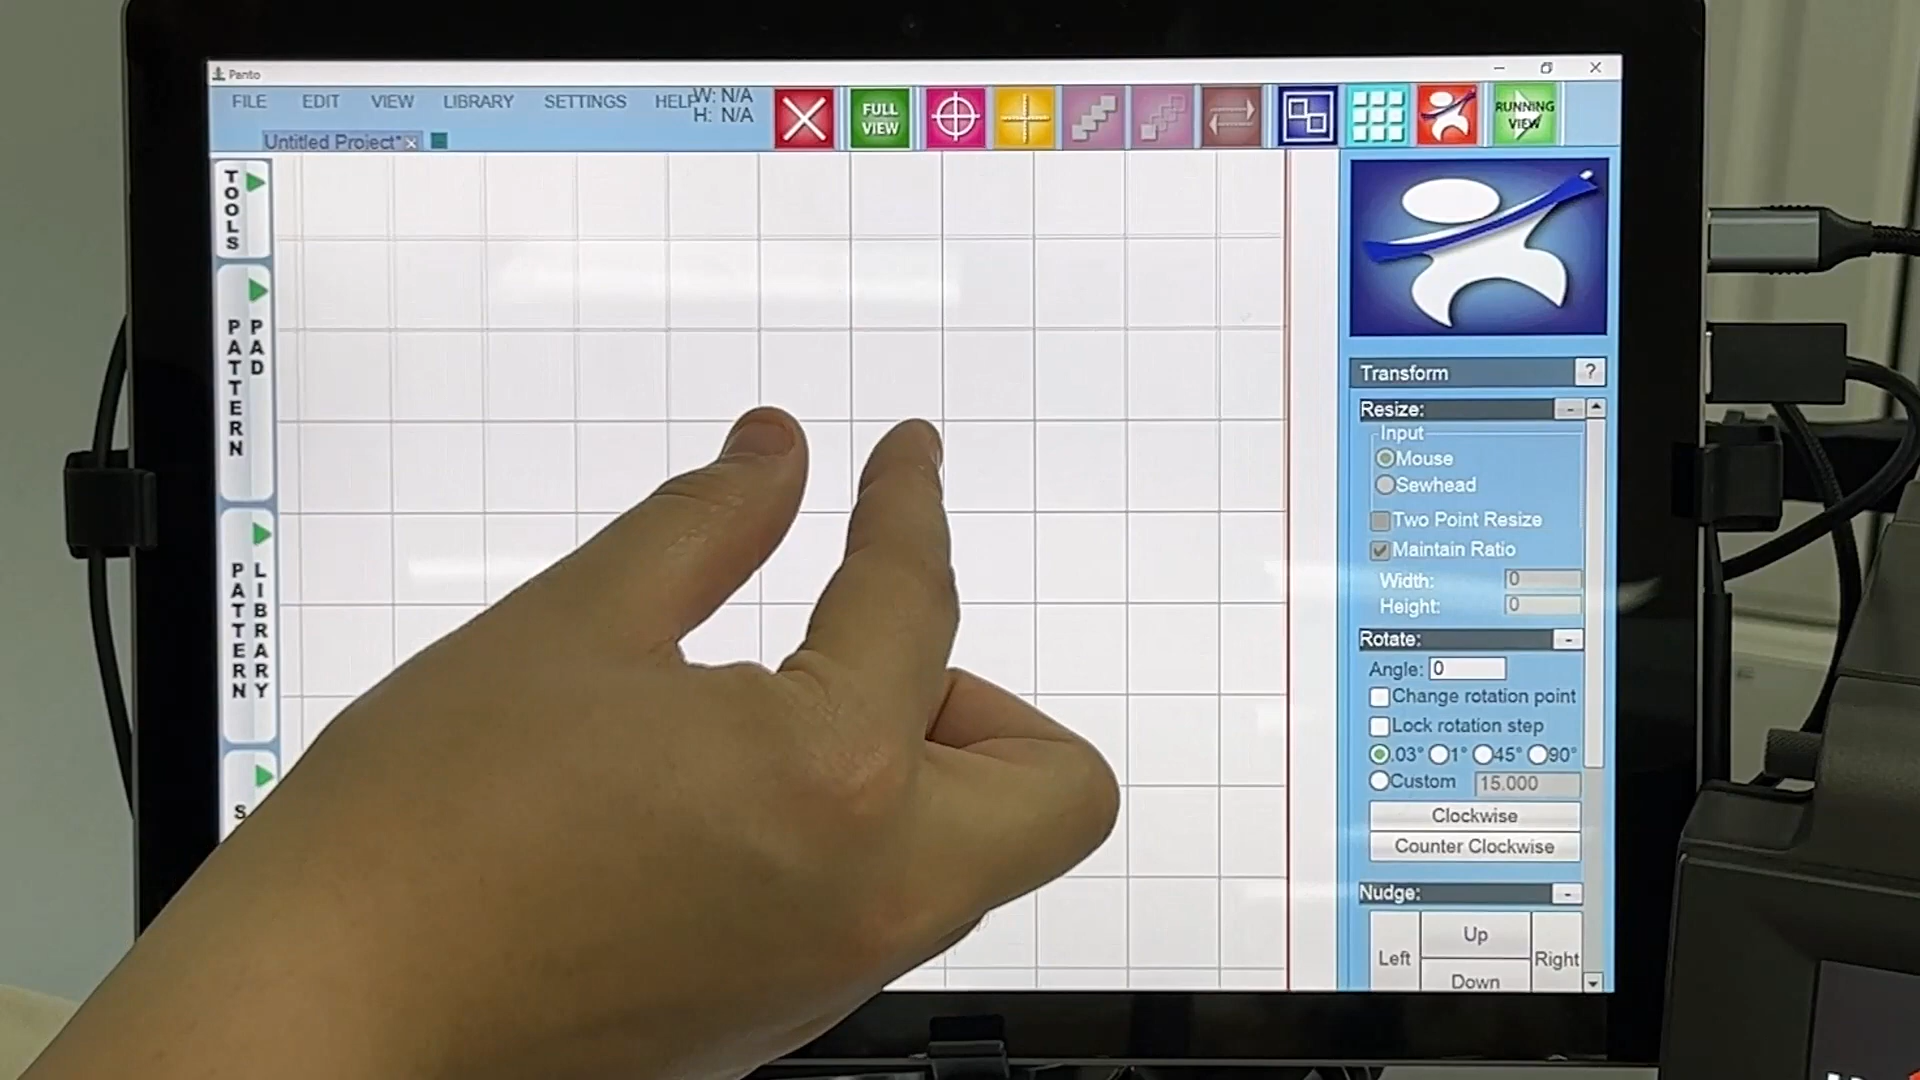 Panto
FILE EDIT VIEW LIBRARY SETTINGS HELP
W: N/A
H: N/A
FULL VIEW
RUNNING VIEW
Untitled Project*
TOOLS
PATTERN PAD
PATTERN LIBRARY
S
Transform ?
Resize: -
Input
Mouse
Sewhead
Two Point Resize
Maintain Ratio
Width: 0
Height: 0
Rotate: -
Angle: 0
Change rotation point
Lock rotation step
.03° 1° 45° 90°
Custom 15.000
Clockwise
Counter Clockwise
Nudge: -
Up
Left Right
Down